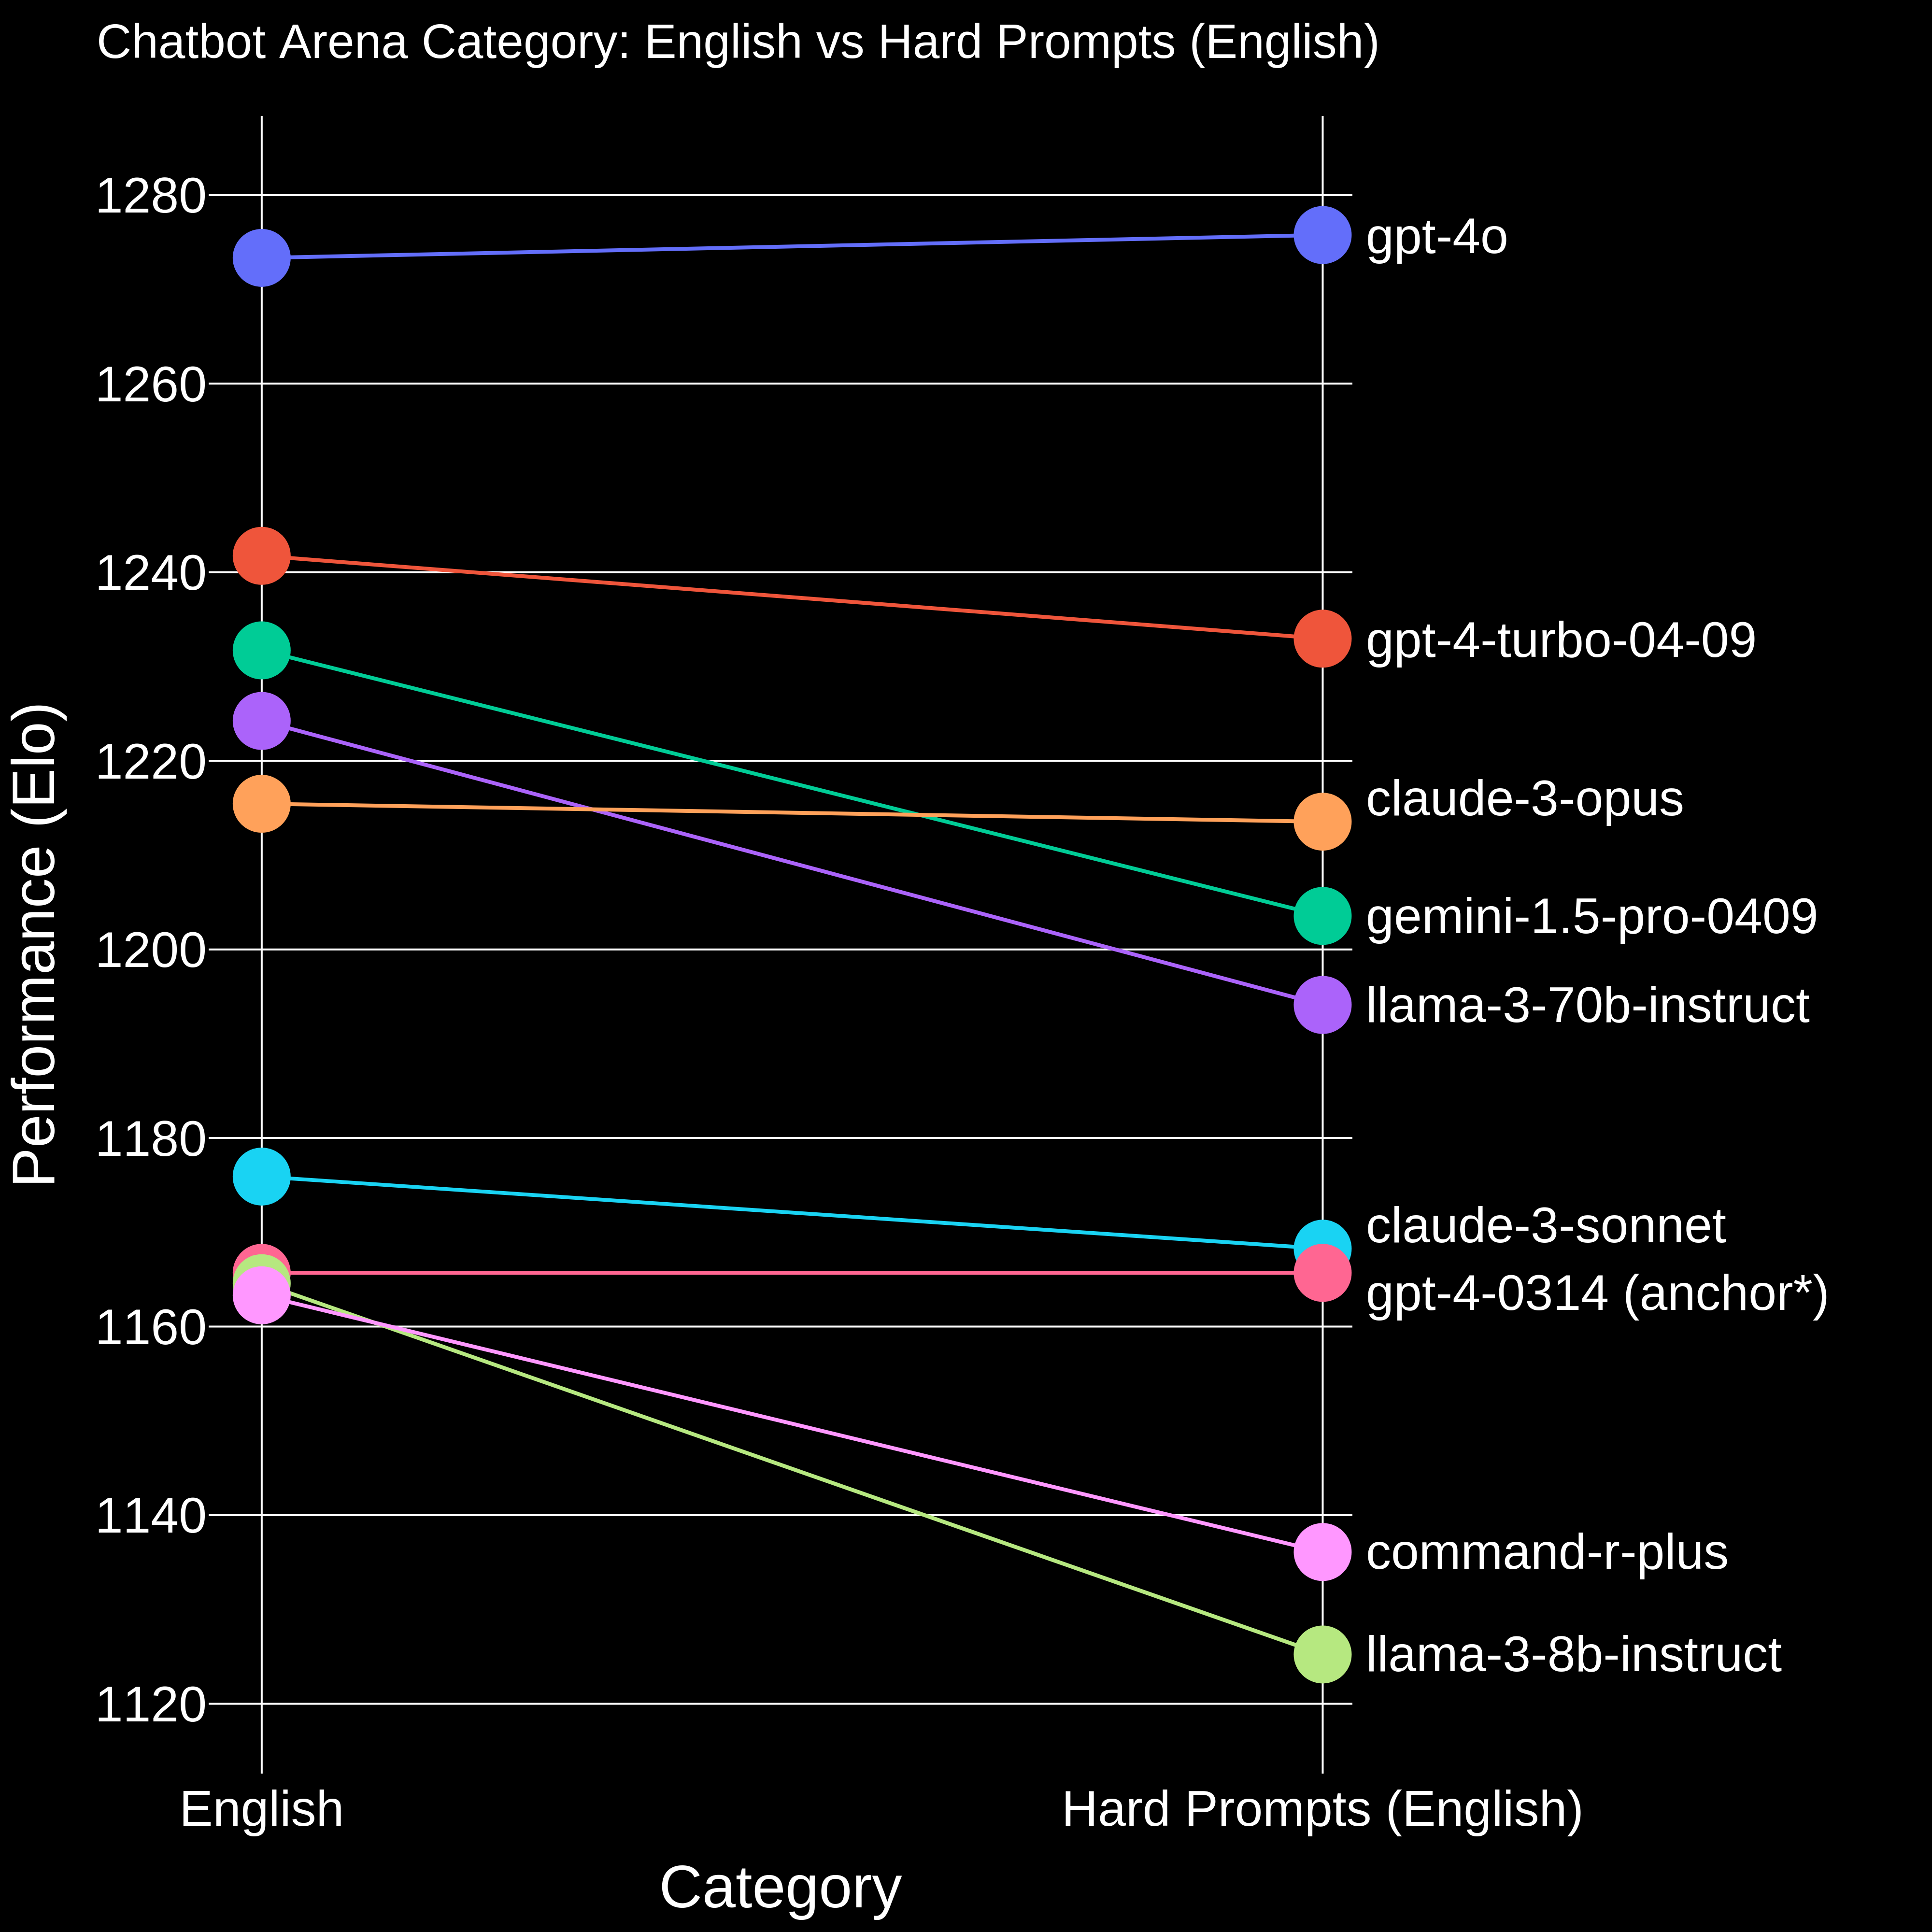 Chatbot Arena Category: English vs Hard Prompts (English)
1280
gpt-4o
1260
1240
gpt-4-turbo-04-09
1220
claude-3-opus
gemini-1.5-pro-0409
1200
llama-3-70b-instruct
1180
claude-3-sonnet
gpt-4-0314 (anchor*)
1160
1140
command-r-plus
llama-3-8b-instruct
1120
Performance (Elo)
English
Hard Prompts (English)
Category